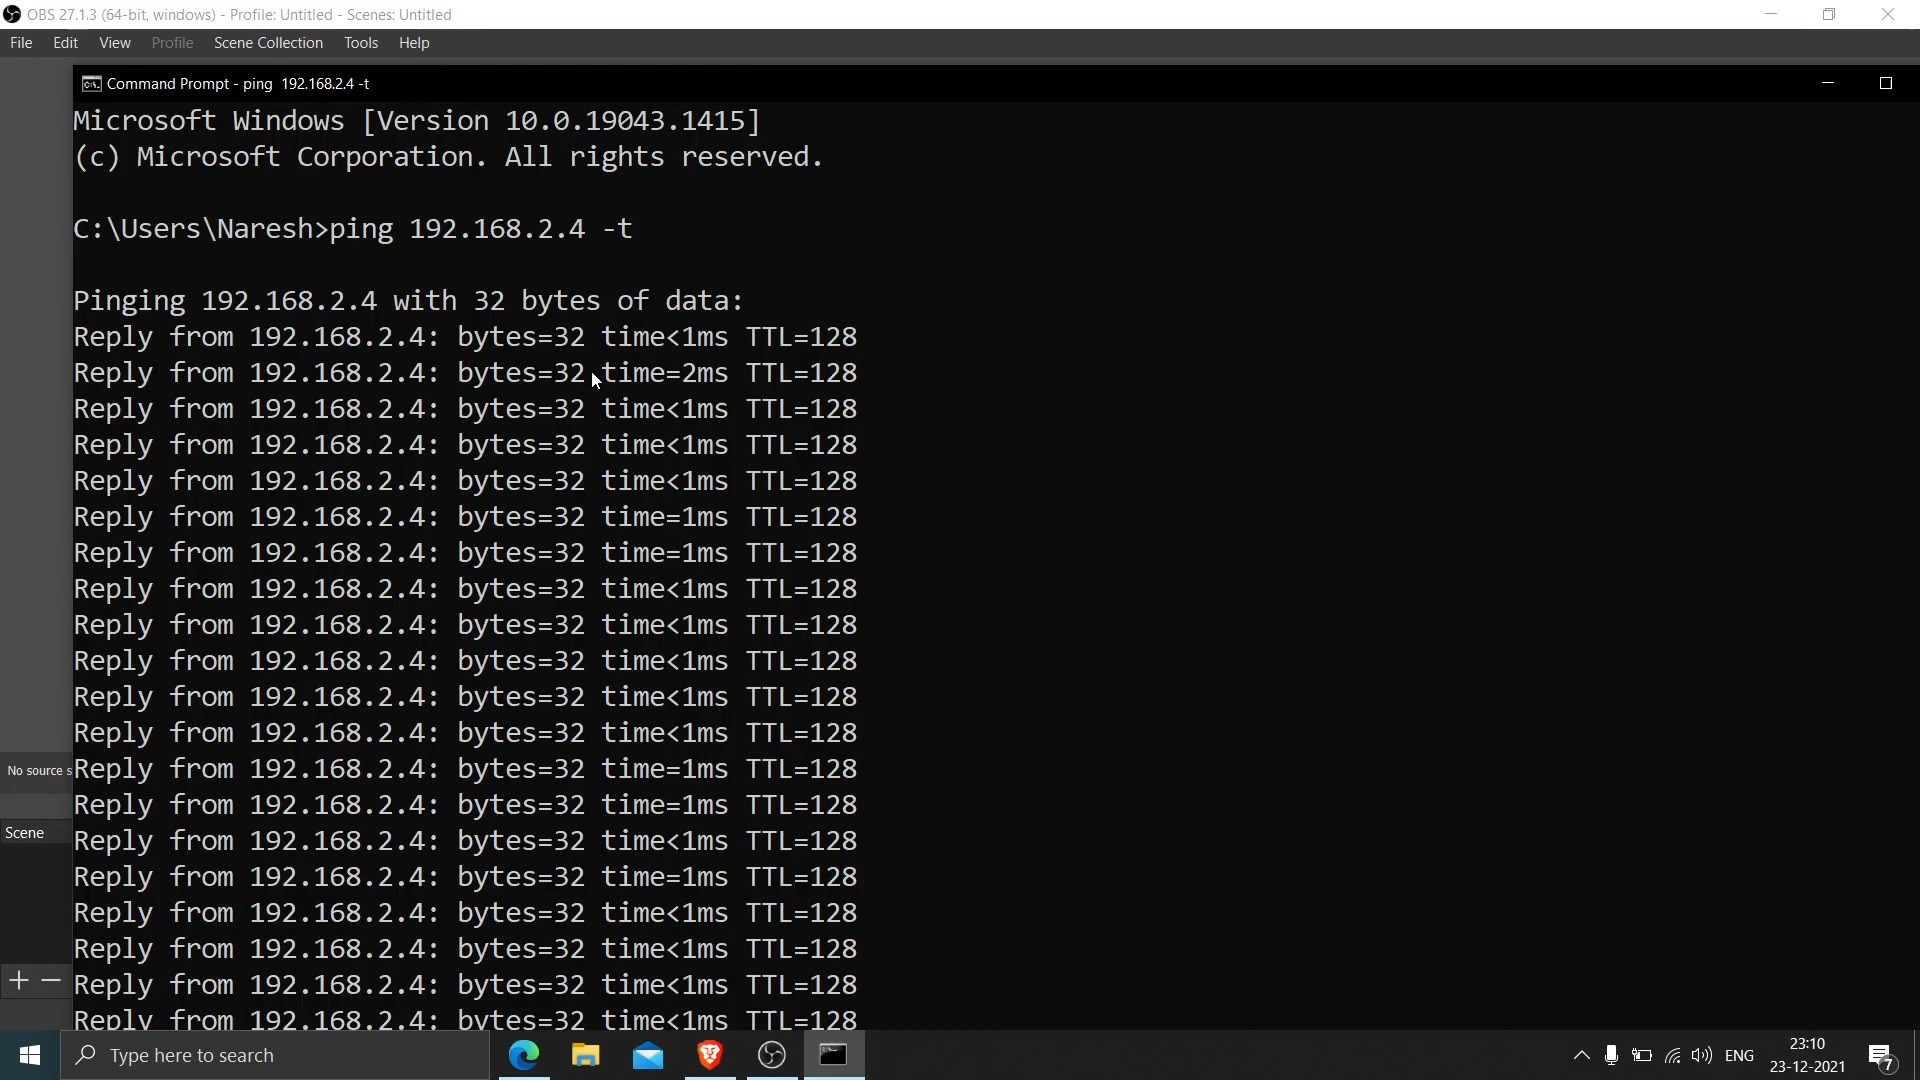 OBS 27.1.3 (64-bit, windows) - Profile: Untitled - Scenes: Untitled
File Edit View Profile Scene Collection Tools Help
C:\. Command Prompt - ping  192.168.2.4 -t
Microsoft Windows [Version 10.0.19043.1415]
(c) Microsoft Corporation. All rights reserved.
C:\Users\Naresh>ping 192.168.2.4 -t
Pinging 192.168.2.4 with 32 bytes of data:
Reply from 192.168.2.4: bytes=32 time<1ms TTL=128
Reply from 192.168.2.4: bytes=32 time=2ms TTL=128
Reply from 192.168.2.4: bytes=32 time<1ms TTL=128
Reply from 192.168.2.4: bytes=32 time<1ms TTL=128
Reply from 192.168.2.4: bytes=32 time<1ms TTL=128
Reply from 192.168.2.4: bytes=32 time=1ms TTL=128
Reply from 192.168.2.4: bytes=32 time=1ms TTL=128
Reply from 192.168.2.4: bytes=32 time<1ms TTL=128
Reply from 192.168.2.4: bytes=32 time<1ms TTL=128
Reply from 192.168.2.4: bytes=32 time<1ms TTL=128
Reply from 192.168.2.4: bytes=32 time<1ms TTL=128
Reply from 192.168.2.4: bytes=32 time<1ms TTL=128
No source s
Reply from 192.168.2.4: bytes=32 time=1ms TTL=128
Reply from 192.168.2.4: bytes=32 time=1ms TTL=128
Scene
Reply from 192.168.2.4: bytes=32 time<1ms TTL=128
Reply from 192.168.2.4: bytes=32 time=1ms TTL=128
Reply from 192.168.2.4: bytes=32 time<1ms TTL=128
Reply from 192.168.2.4: bytes=32 time<1ms TTL=128
Reply from 192.168.2.4: bytes=32 time<1ms TTL=128
Reply from 192.168.2.4: bytes=32 time<1ms TTL=128
Type here to search
ENG
23:10
23-12-2021
7